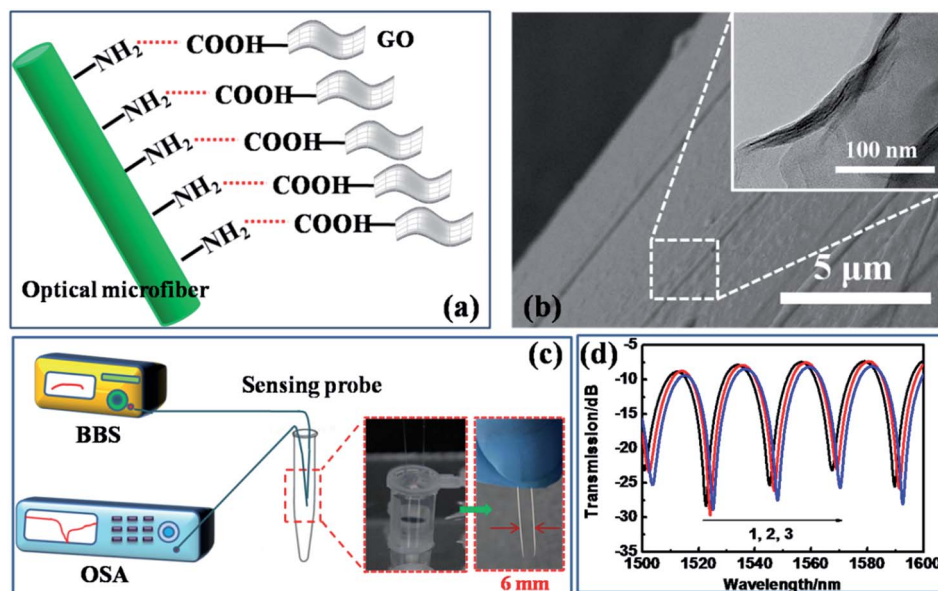 NH₂ COOH GO
NH₂ COOH
NH₂ COOH
NH₂ COOH
NH₂ COOH
Optical microfiber
(a)
100 nm
5 μm
(b)
(c)
BBS
Sensing probe
OSA
6 mm
(d)
Transmission/dB
-5
-10
-15
-20
-25
-30
-35
1, 2, 3
1500 1520 1540 1560 1580 1600
Wavelength/nm